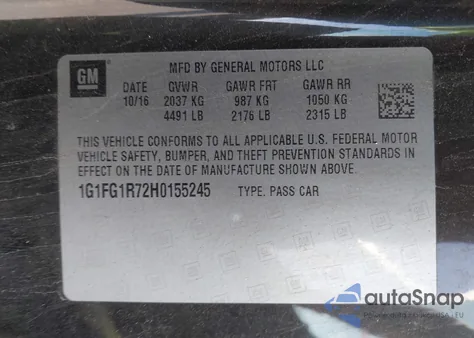 GM
MFD BY GENERAL MOTORS LLC
DATE GVWR GAWR FRT GAWR RR
10/16 2037 KG 987 KG 1050 KG
4491 LB 2176 LB 2315 LB
THIS VEHICLE CONFORMS TO ALL APPLICABLE U.S. FEDERAL MOTOR
VEHICLE SAFETY, BUMPER, AND THEFT PREVENTION STANDARDS IN
EFFECT ON THE DATE OF MANUFACTURE SHOWN ABOVE.
1G1FG1R72H0155245 TYPE: PASS CAR
autoSnap